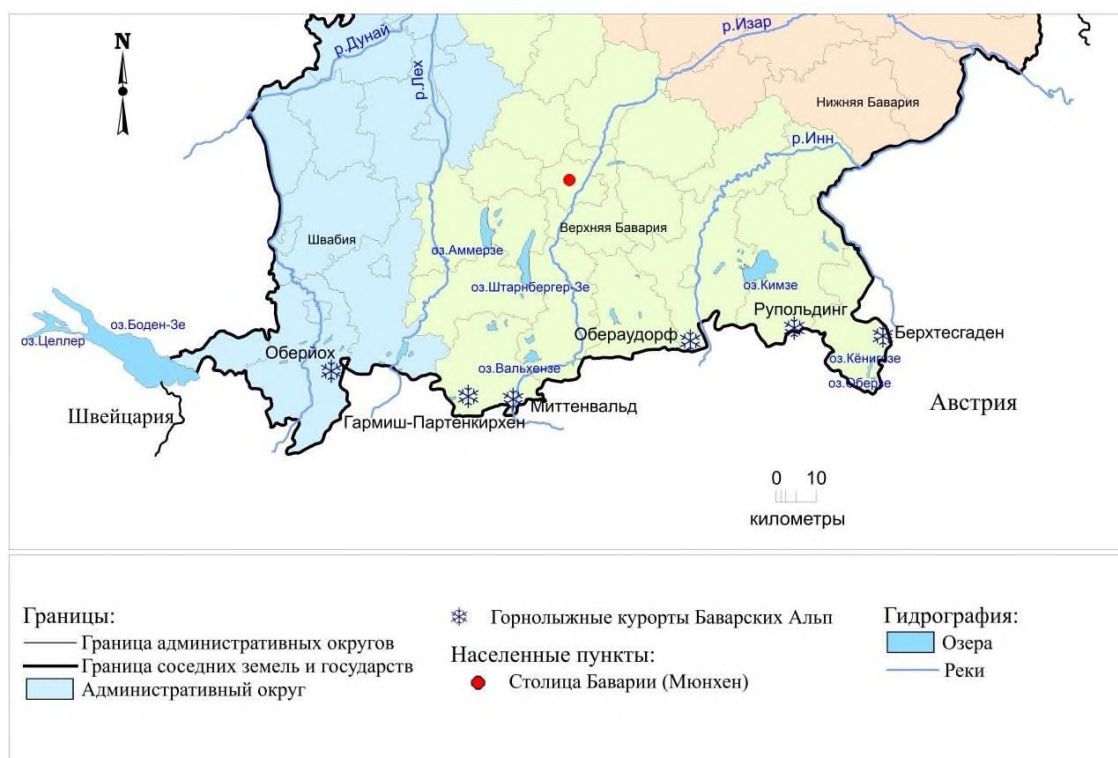 N
р.Дунай
р.Лех
р.Изар
Нижняя Бавария
р.Инн
Швабия
оз.Аммерзе
Верхняя Бавария
оз.Штарнбергер-Зе
оз.Кимзе
оз.Боден-Зе
оз.Целлер
Рупольдинг
Обераудорф
Берхтесгаден
Оберйох
оз.Вальхензе
оз.Кёнигзе
оз.Оберзе
Швейцария
Миттенвальд
Австрия
Гармиш-Партенкирхен
0 10
километры
Границы:
Граница административных округов
Граница соседних земель и государств
Административный округ
Горнолыжные курорты Баварских Альп
Населенные пункты:
Столица Баварии (Мюнхен)
Гидрография:
Озера
Реки